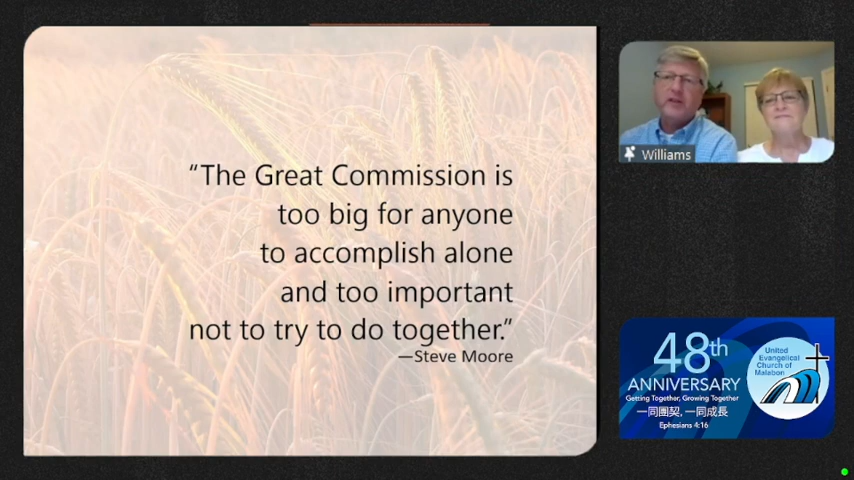 “The Great Commission is
too big for anyone
to accomplish alone
and too important
not to try to do together.”
—Steve Moore
Williams
48th
ANNIVERSARY
Getting Together, Growing Together
一同團契, 一同成長
Ephesians 4:16
United
Evangelical
Church of
Malabon